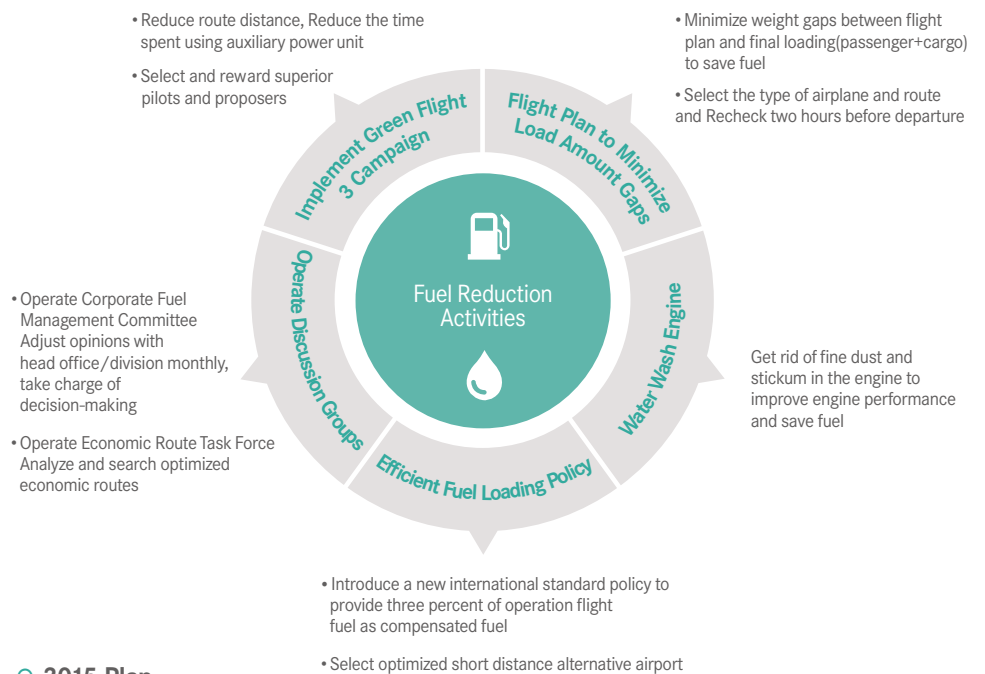 • Reduce route distance, Reduce the time
spent using auxiliary power unit
• Select and reward superior
pilots and proposers
• Minimize weight gaps between flight
plan and final loading(passenger+cargo)
to save fuel
• Select the type of airplane and route
and Recheck two hours before departure
Implement Green Flight
3 Campaign
Flight Plan to Minimize
Load Amount Gaps
Operate Discussion Groups
Water Wash Engine
Efficient Fuel Loading Policy
Fuel Reduction
Activities
• Operate Corporate Fuel
Management Committee
Adjust opinions with
head office/division monthly,
take charge of
decision-making
• Operate Economic Route Task Force
Analyze and search optimized
economic routes
Get rid of fine dust and
stickum in the engine to
improve engine performance
and save fuel
• Introduce a new international standard policy to
provide three percent of operation flight
fuel as compensated fuel
• Select optimized short distance alternative airport
2015 Plan